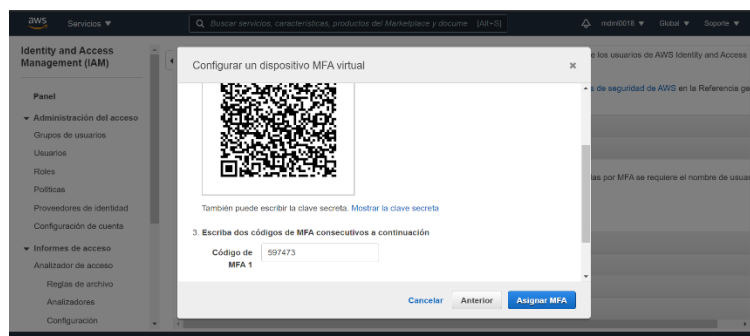 aws
Servicios ▼
Buscar servicios, características, productos del Marketplace y docume [Alt+S]
mdml0018 ▼
Global ▼
Soporte ▼
Identity and Access
Management (IAM)
Panel
Administración del acceso
Grupos de usuarios
Usuarios
Roles
Políticas
Proveedores de identidad
Configuración de cuenta
Informes de acceso
Analizador de acceso
Reglas de archivo
Analizadores
Configuración
Configurar un dispositivo MFA virtual
También puede escribir la clave secreta. Mostrar la clave secreta
3. Escriba dos códigos de MFA consecutivos a continuación
Código de
MFA 1
597473
Cancelar
Anterior
Asignar MFA
los usuarios de AWS Identity and Access
de seguridad de AWS en la Referencia ge
as por MFA se requiere el nombre de usuar